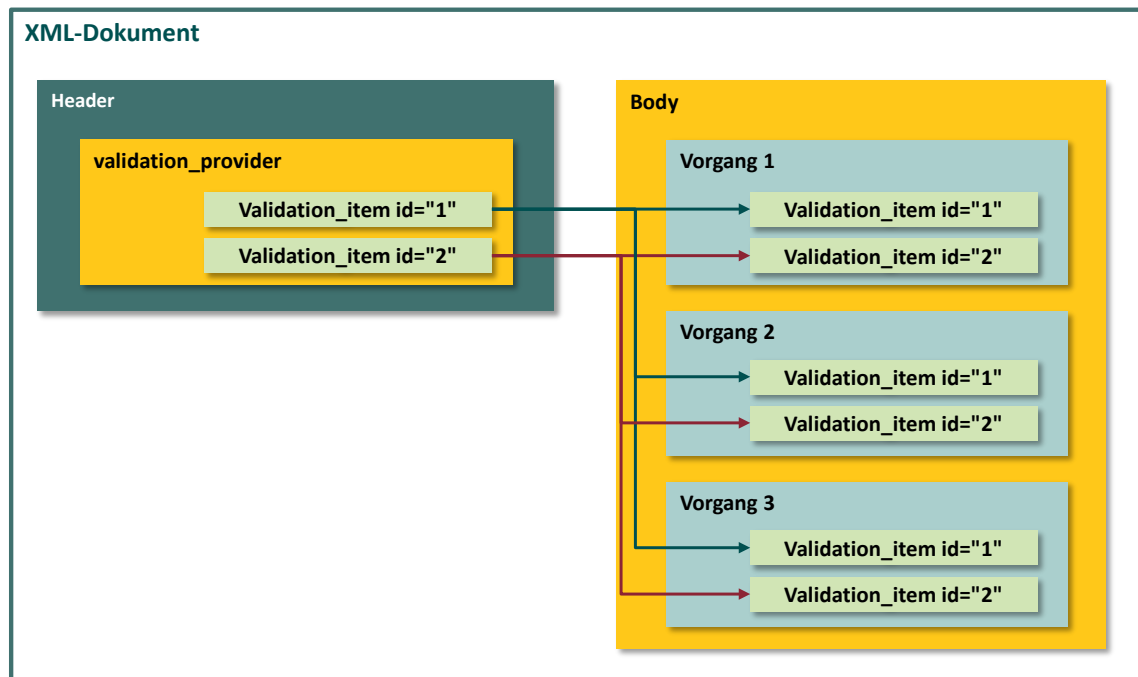 XML-Dokument
Header
validation_provider
Validation_item id="1"
Validation_item id="2"
Body
Vorgang 1
Validation_item id="1"
Validation_item id="2"
Vorgang 2
Validation_item id="1"
Validation_item id="2"
Vorgang 3
Validation_item id="1"
Validation_item id="2"